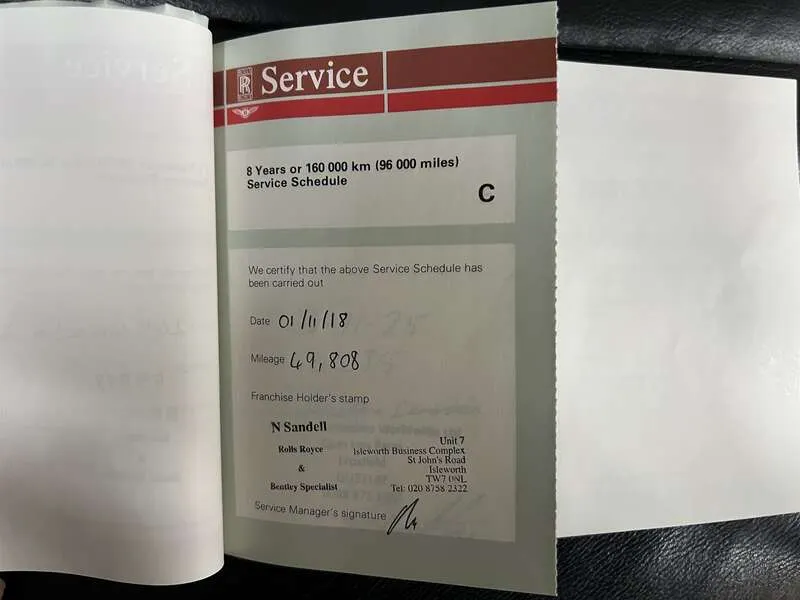 Service
8 Years or 160 000 km (96 000 miles)
Service Schedule
C
We certify that the above Service Schedule has
been carried out
Date 01/11/18
Mileage 49,808
Franchise Holder's stamp
N Sandell
Rolls Royce
&
Bentley Specialist
Unit 7
Isleworth Business Complex
St John's Road
Isleworth
TW7 6NL
Tel: 020 8758 2322
Service Manager's signature